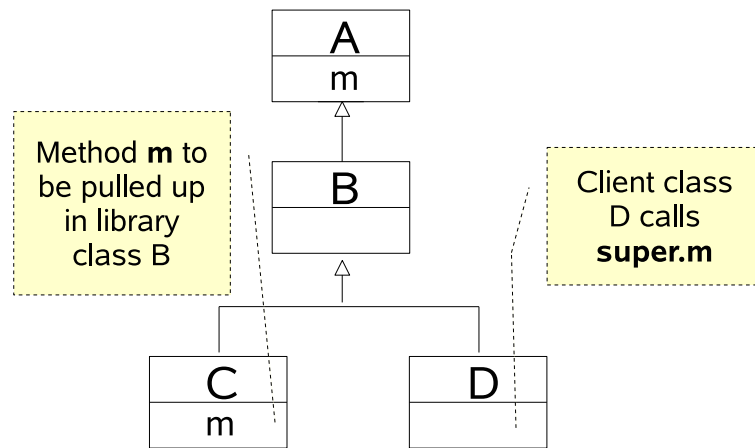 A
m
Method m to
be pulled up
in library
class B
B
Client class
D calls
super.m
C
m
D